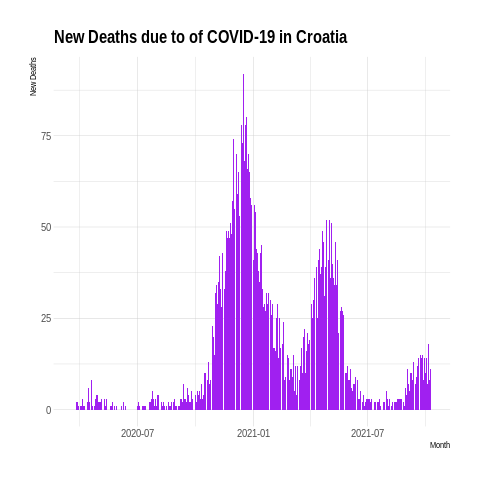 New Deaths due to of COVID-19 in Croatia
New Deaths
75
50
25
0
2020-07
2021-01
2021-07
Month